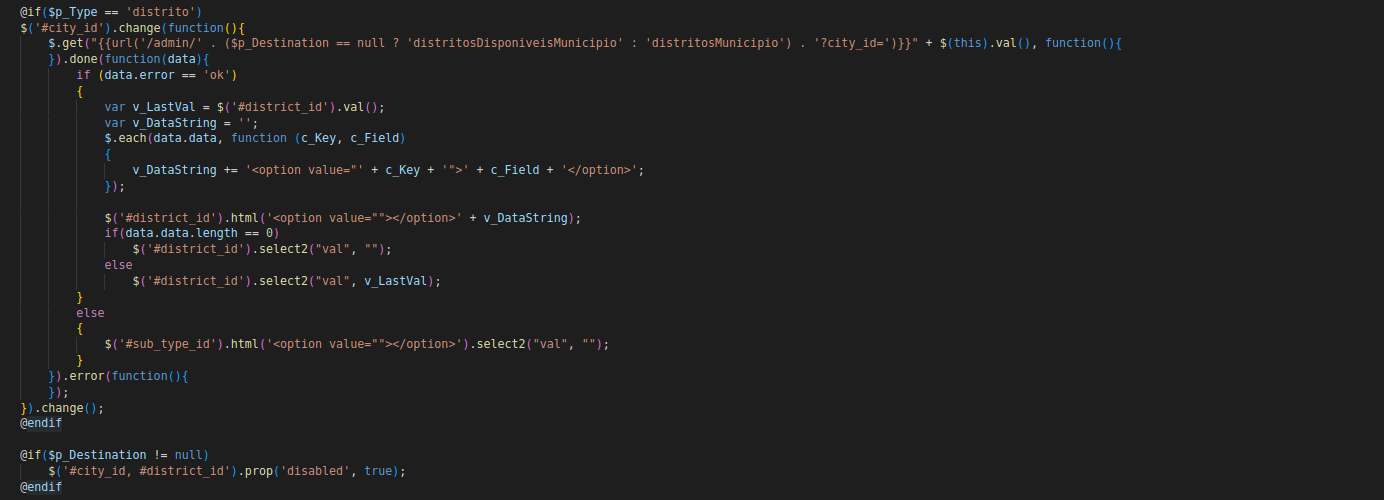 @if($p_Type == 'distrito')
$('#city_id').change(function(){
    $.get("{{url('/admin/' . ($p_Destination == null ? 'distritosDisponiveisMunicipio' : 'distritosMunicipio') . '?city_id=')}}" + $(this).val(), function(){
    }).done(function(data){
        if (data.error == 'ok')
        {
            var v_LastVal = $('#district_id').val();
            var v_DataString = '';
            $.each(data.data, function (c_Key, c_Field)
            {
                v_DataString += '<option value="' + c_Key + '">' + c_Field + '</option>';
            });

            $('#district_id').html('<option value=""></option>' + v_DataString);
            if(data.data.length == 0)
                $('#district_id').select2("val", "");
            else
                $('#district_id').select2("val", v_LastVal);
        }
        else
        {
            $('#sub_type_id').html('<option value=""></option>').select2("val", "");
        }
    }).error(function(){
    });
}).change();
@endif

@if($p_Destination != null)
    $('#city_id, #district_id').prop('disabled', true);
@endif